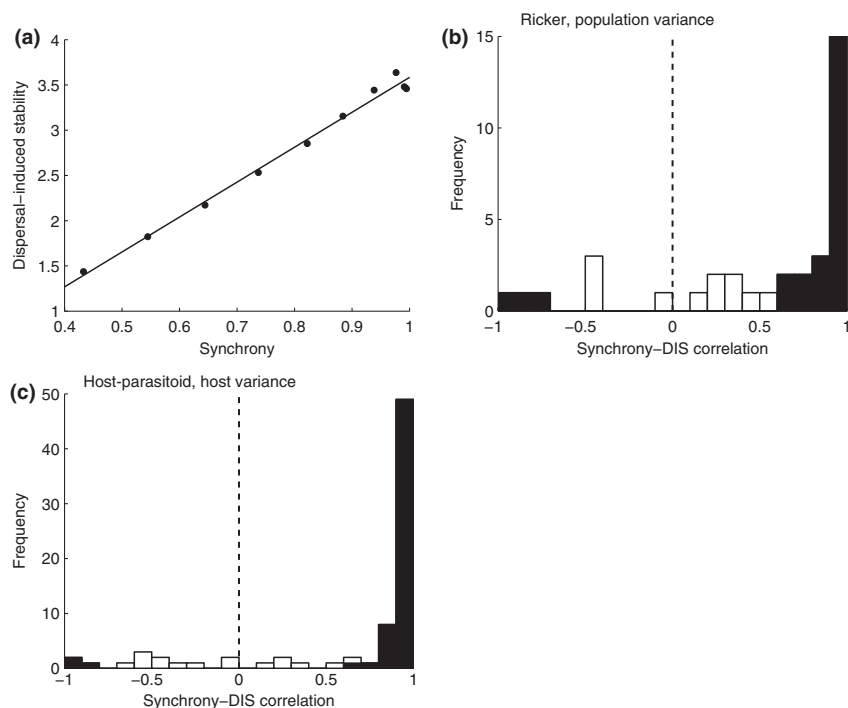 (a)
4
3.5
3
2.5
2
1.5
1
Dispersal–induced stability
0.4 0.5 0.6 0.7 0.8 0.9 1
Synchrony
(b)
Ricker, population variance
15
10
5
0
Frequency
−1 −0.5 0 0.5 1
Synchrony–DIS correlation
(c)
Host-parasitoid, host variance
50
40
30
20
10
0
Frequency
−1 −0.5 0 0.5 1
Synchrony–DIS correlation